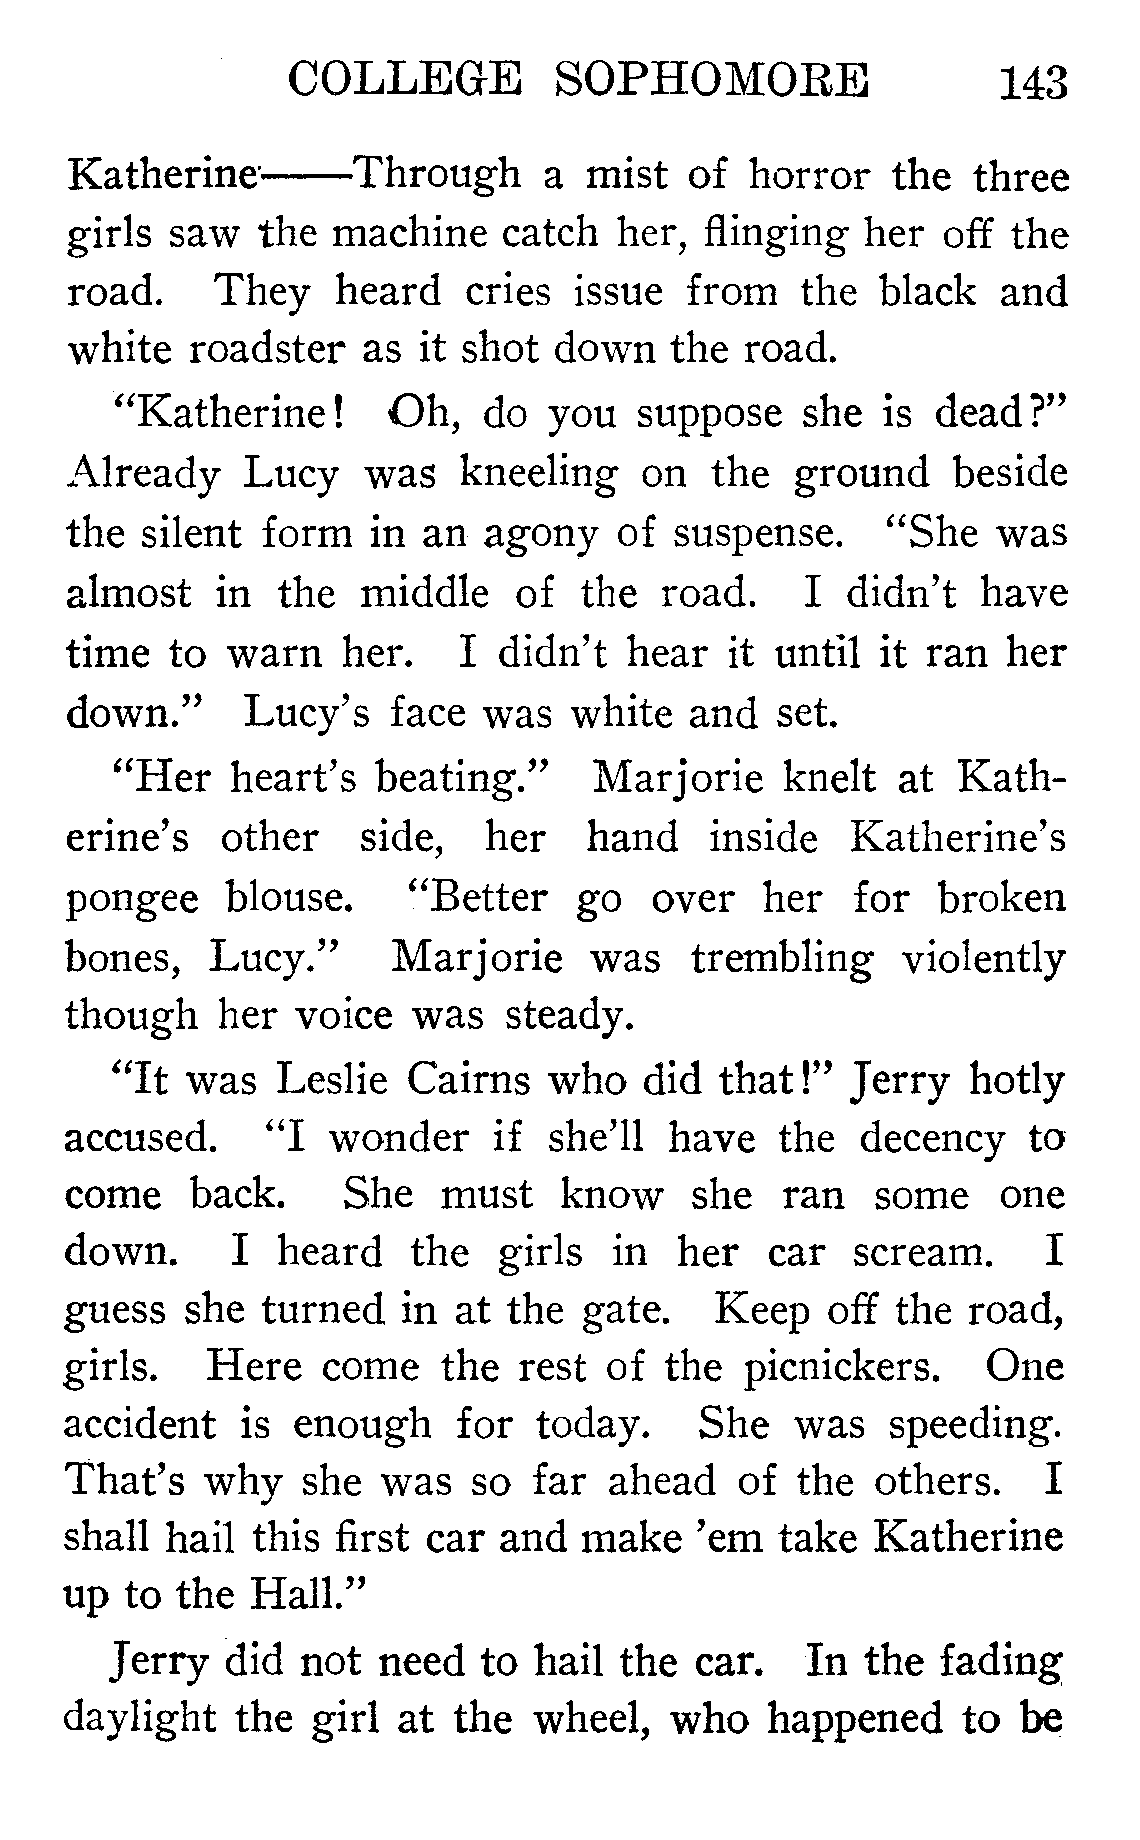 COLLEGE SOPHOMORE 143
Katherine——Through a mist of horror the three
girls saw the machine catch her, flinging her off the
road. They heard cries issue from the black and
white roadster as it shot down the road.
“Katherine! Oh, do you suppose she is dead?”
Already Lucy was kneeling on the ground beside
the silent form in an agony of suspense. “She was
almost in the middle of the road. I didn’t have
time to warn her. I didn’t hear it until it ran her
down.” Lucy’s face was white and set.
“Her heart’s beating.” Marjorie knelt at Kath-
erine’s other side, her hand inside Katherine’s
pongee blouse. “Better go over her for broken
bones, Lucy.” Marjorie was trembling violently
though her voice was steady.
“It was Leslie Cairns who did that!” Jerry hotly
accused. “I wonder if she’ll have the decency to
come back. She must know she ran some one
down. I heard the girls in her car scream. I
guess she turned in at the gate. Keep off the road,
girls. Here come the rest of the picnickers. One
accident is enough for today. She was speeding.
That’s why she was so far ahead of the others. I
shall hail this first car and make ’em take Katherine
up to the Hall.”
Jerry did not need to hail the car. In the fading
daylight the girl at the wheel, who happened to be